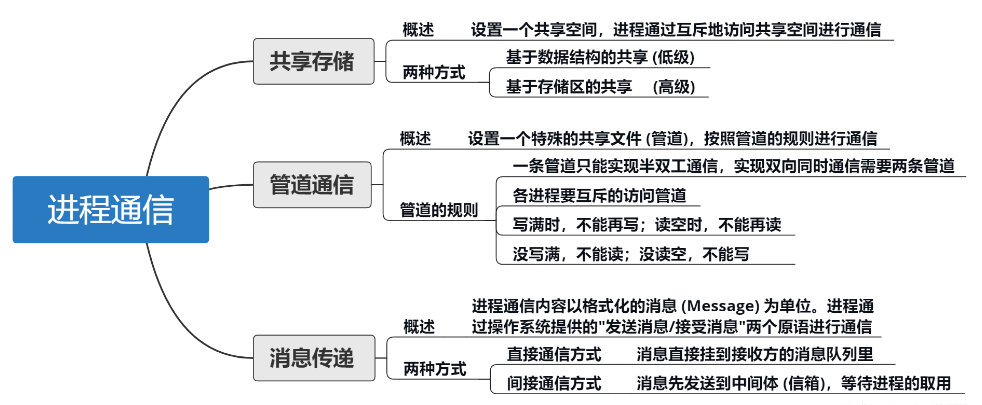 进程通信
共享存储
概述
设置一个共享空间，进程通过互斥地访问共享空间进行通信
两种方式
基于数据结构的共享 (低级)
基于存储区的共享 (高级)
管道通信
概述
设置一个特殊的共享文件 (管道)，按照管道的规则进行通信
管道的规则
一条管道只能实现半双工通信，实现双向同时通信需要两条管道
各进程要互斥的访问管道
写满时，不能再写；读空时，不能再读
没写满，不能读；没读空，不能写
消息传递
概述
进程通信内容以格式化的消息 (Message) 为单位。进程通
过操作系统提供的"发送消息/接受消息"两个原语进行通信
两种方式
直接通信方式
消息直接挂到接收方的消息队列里
间接通信方式
消息先发送到中间体 (信箱)，等待进程的取用